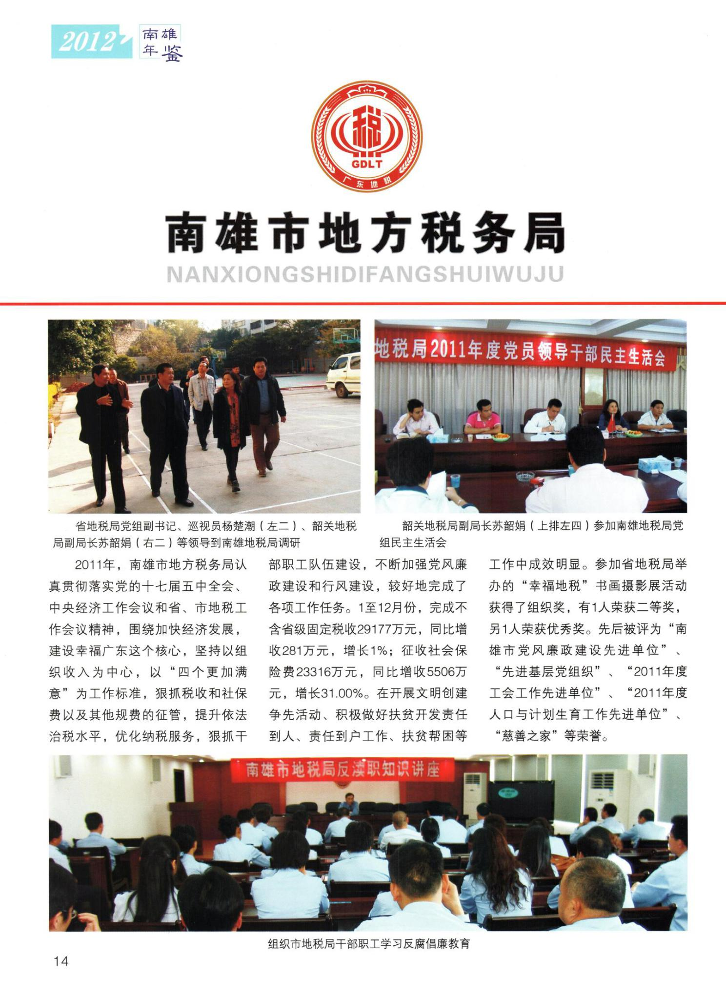 2012
南雄
年鉴
税
GDLT
广东地税
南雄市地方税务局
NANXIONGSHIDIFANGSHUIWUJU
地税局2011年度党员领导干部民主生活会
省地税局党组副书记、巡视员杨楚潮（左二）、韶关地税
局副局长苏韶娟（右二）等领导到南雄地税局调研
韶关地税局副局长苏韶娟（上排左四）参加南雄地税局党
组民主生活会
2011年，南雄市地方税务局认
真贯彻落实党的十七届五中全会、
中央经济工作会议和省、市地税工
作会议精神，围绕加快经济发展，
建设幸福广东这个核心，坚持以组
织收入为中心，以“四个更加满
意”为工作标准，狠抓税收和社保
费以及其他规费的征管，提升依法
治税水平，优化纳税服务，狠抓干
部职工队伍建设，不断加强党风廉
政建设和行风建设，较好地完成了
各项工作任务。1至12月份，完成不
含省级固定税收29177万元，同比增
收281万元，增长1%；征收社会保
险费23316万元，同比增收5506万
元，增长31.00%。在开展文明创建
争先活动、积极做好扶贫开发责任
到人、责任到户工作、扶贫帮困等
工作中成效明显。参加省地税局举
办的“幸福地税”书画摄影展活动
获得了组织奖，有1人荣获二等奖，
另1人荣获优秀奖。先后被评为“南
雄市党风廉政建设先进单位”、
“先进基层党组织”、“2011年度
工会工作先进单位”、“2011年度
人口与计划生育工作先进单位”、
“慈善之家”等荣誉。
南雄市地税局反渎职知识讲座
组织市地税局干部职工学习反腐倡廉教育
14